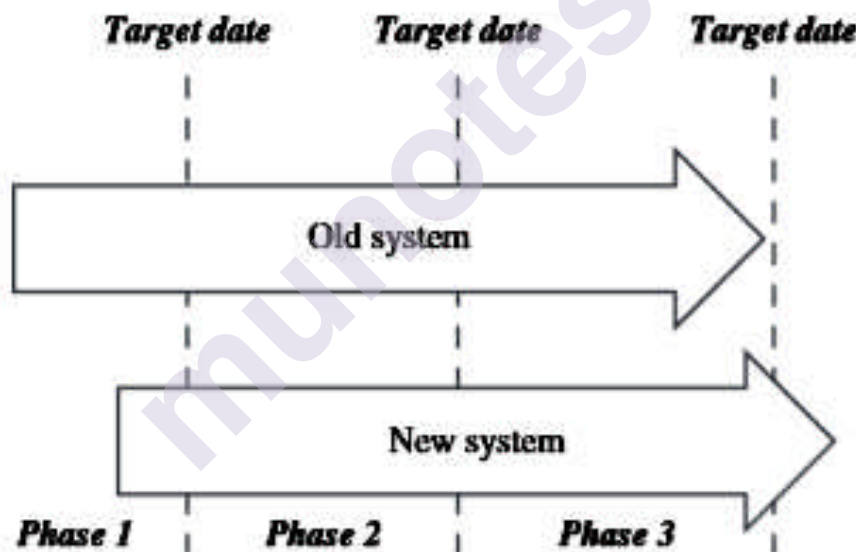 Target date Target date Target date
Old system
New system
Phase 1 Phase 2 Phase 3
munotes